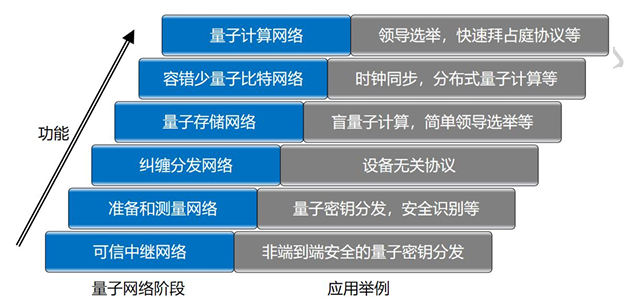 量子计算网络 领导选举，快速拜占庭协议等
容错少量子比特网络 时钟同步，分布式量子计算等
量子存储网络 盲量子计算，简单领导选举等
功能
纠缠分发网络 设备无关协议
准备和测量网络 量子密钥分发，安全识别等
可信中继网络 非端到端安全的量子密钥分发
量子网络阶段 应用举例